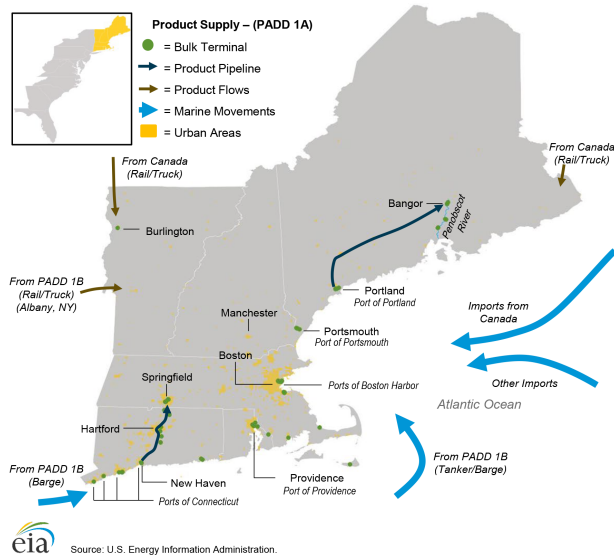 Product Supply – (PADD 1A)
= Bulk Terminal
= Product Pipeline
= Product Flows
= Marine Movements
= Urban Areas
From Canada
(Rail/Truck)
From Canada
(Rail/Truck)
Bangor
Penobscot
River
Burlington
From PADD 1B
(Rail/Truck)
(Albany, NY)
Portland
Port of Portland
Imports from
Canada
Manchester
Portsmouth
Port of Portsmouth
Boston
Springfield
Ports of Boston Harbor
Other Imports
Atlantic Ocean
Hartford
From PADD 1B
(Tanker/Barge)
From PADD 1B
(Barge)
New Haven
Providence
Port of Providence
Ports of Connecticut
eia
Source: U.S. Energy Information Administration.